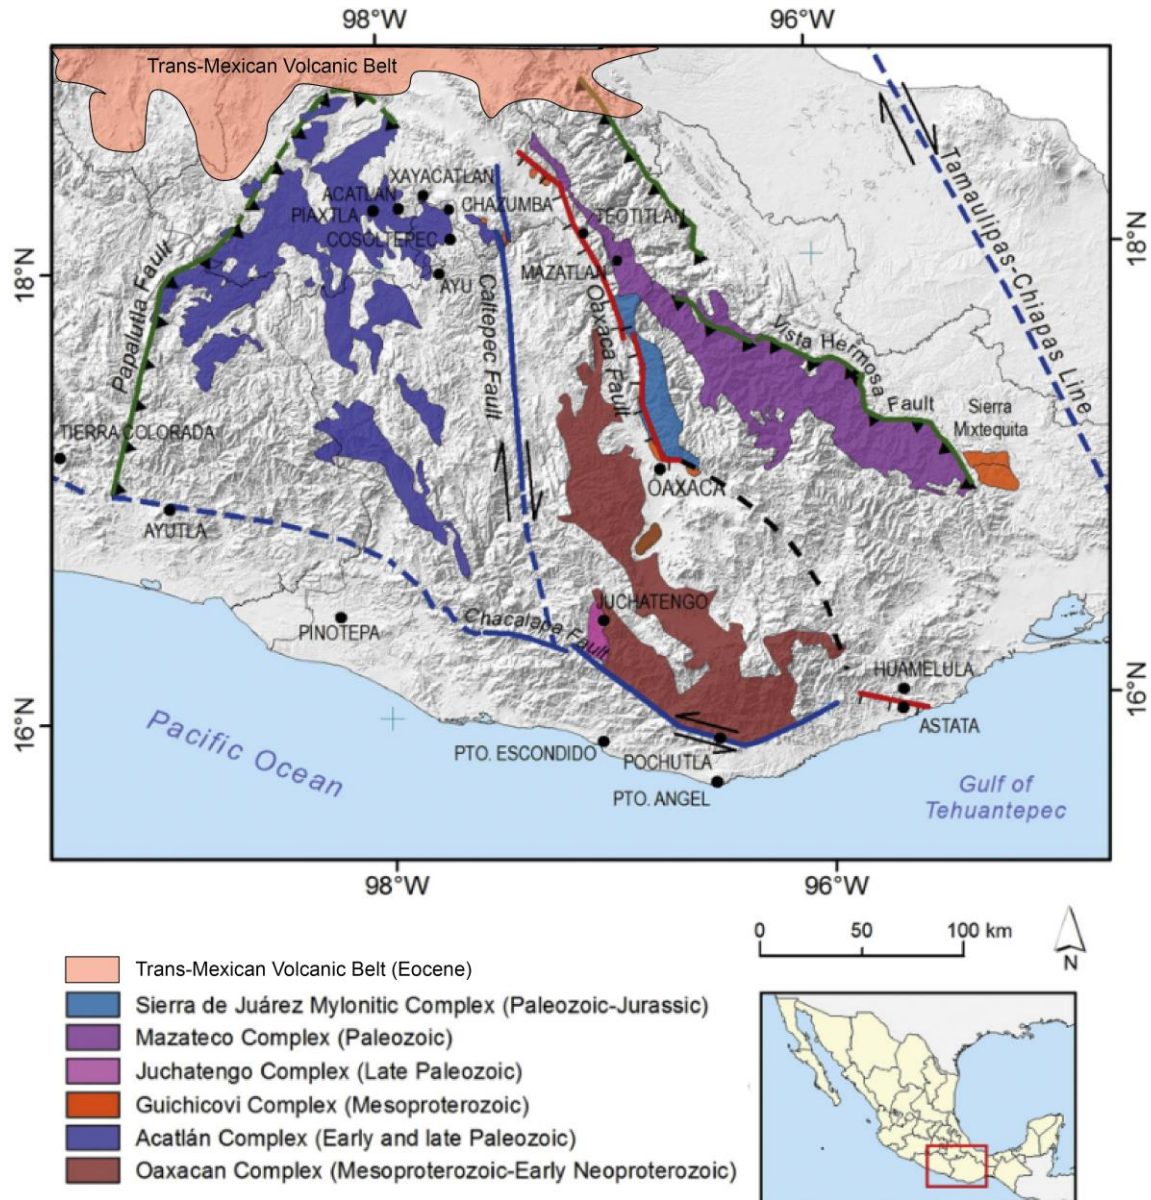 98°W
96°W
Trans-Mexican Volcanic Belt
Tamaulipas-Chiapas Line
XAYACATLAN
ACATLAN
CHAZUMBA
PIAXTLA
TEOTITLAN
COSOLTEPEC
18°N
18°N
MAZATLAN
AYU
Papalutla Fault
Caltepec Fault
Oaxaca Fault
Vista Hermosa Fault
Sierra
Mixtequita
TIERRA COLORADA
OAXACA
AYUTLA
JUCHATENGO
Chacalapa Fault
PINOTEPA
HUAMELULA
16°N
16°N
ASTATA
Pacific Ocean
PTO. ESCONDIDO
POCHUTLA
PTO. ANGEL
Gulf of
Tehuantepec
98°W
96°W
0 50 100 km
N
Trans-Mexican Volcanic Belt (Eocene)
Sierra de Juárez Mylonitic Complex (Paleozoic-Jurassic)
Mazateco Complex (Paleozoic)
Juchatengo Complex (Late Paleozoic)
Guichicovi Complex (Mesoproterozoic)
Acatlán Complex (Early and late Paleozoic)
Oaxacan Complex (Mesoproterozoic-Early Neoproterozoic)